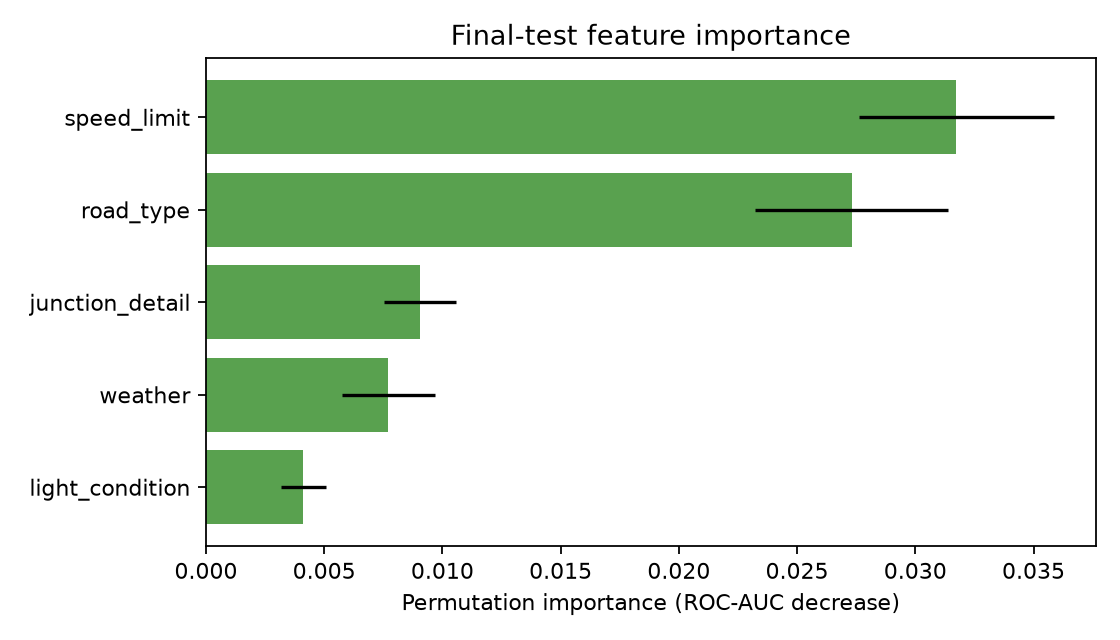 Final-test feature importance
speed_limit
road_type
junction_detail
weather
light_condition
0.000 0.005 0.010 0.015 0.020 0.025 0.030 0.035
Permutation importance (ROC-AUC decrease)